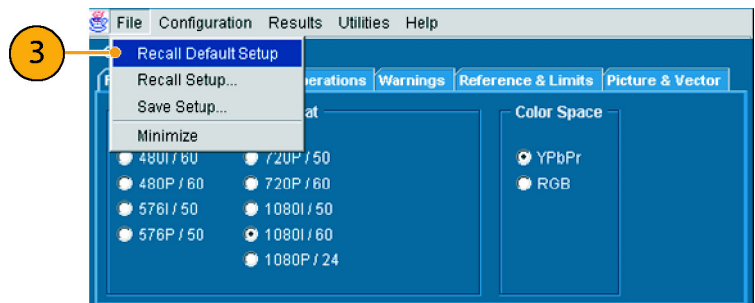 File Configuration Results Utilities Help
3
Recall Default Setup
Recall Setup...
Save Setup...
Minimize
Warnings Reference & Limits Picture & Vector
Color Space
480I / 60 720P / 50 YPbPr
480P / 60 720P / 60 RGB
576I / 50 1080I / 50
576P / 50 1080I / 60
1080P / 24